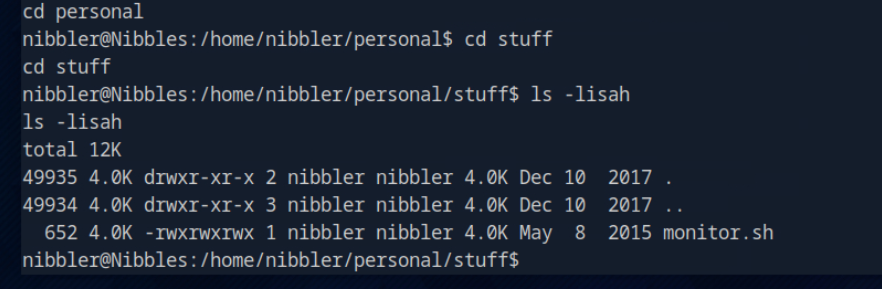 cd personal
nibbler@Nibbles:/home/nibbler/personal$ cd stuff
cd stuff
nibbler@Nibbles:/home/nibbler/personal/stuff$ ls -lisah
ls -lisah
total 12K
49935 4.0K drwxr-xr-x 2 nibbler nibbler 4.0K Dec 10  2017 .
49934 4.0K drwxr-xr-x 3 nibbler nibbler 4.0K Dec 10  2017 ..
  652 4.0K -rwxrwxrwx 1 nibbler nibbler 4.0K May  8  2015 monitor.sh
nibbler@Nibbles:/home/nibbler/personal/stuff$